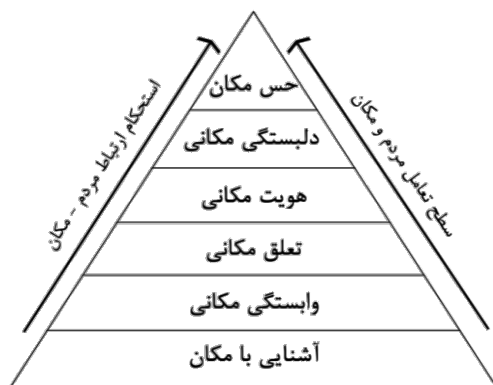 حس مکان
دلبستگی مکانی
هویت مکانی
تعلق مکانی
وابستگی مکانی
آشنایی با مکان
سطح تعامل مردم و مکان
استحکام ارتباط مردم - مکان